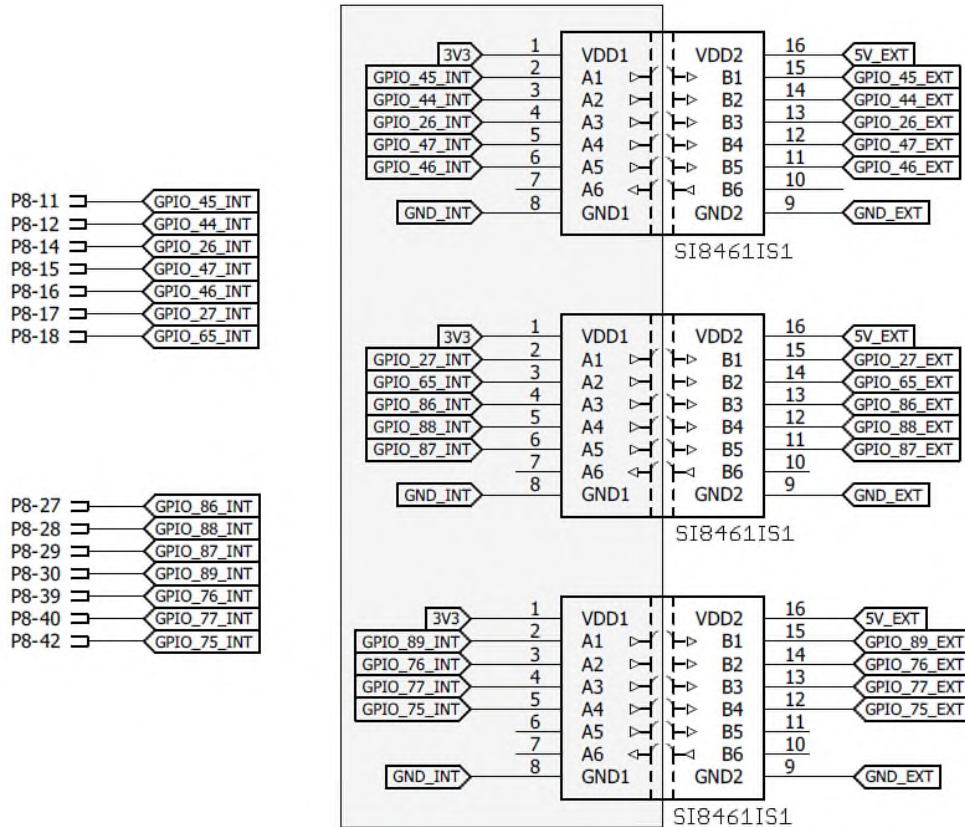 P8-11 GPIO_45_INT
P8-12 GPIO_44_INT
P8-14 GPIO_26_INT
P8-15 GPIO_47_INT
P8-16 GPIO_46_INT
P8-17 GPIO_27_INT
P8-18 GPIO_65_INT
P8-27 GPIO_86_INT
P8-28 GPIO_88_INT
P8-29 GPIO_87_INT
P8-30 GPIO_89_INT
P8-39 GPIO_76_INT
P8-40 GPIO_77_INT
P8-42 GPIO_75_INT
3V3 1 VDD1 VDD2 16 5V_EXT
GPIO_45_INT 2 A1 B1 15 GPIO_45_EXT
GPIO_44_INT 3 A2 B2 14 GPIO_44_EXT
GPIO_26_INT 4 A3 B3 13 GPIO_26_EXT
GPIO_47_INT 5 A4 B4 12 GPIO_47_EXT
GPIO_46_INT 6 A5 B5 11 GPIO_46_EXT
7 A6 B6 10
GND_INT 8 GND1 GND2 9 GND_EXT
SI8461IS1
3V3 1 VDD1 VDD2 16 5V_EXT
GPIO_27_INT 2 A1 B1 15 GPIO_27_EXT
GPIO_65_INT 3 A2 B2 14 GPIO_65_EXT
GPIO_86_INT 4 A3 B3 13 GPIO_86_EXT
GPIO_88_INT 5 A4 B4 12 GPIO_88_EXT
GPIO_87_INT 6 A5 B5 11 GPIO_87_EXT
7 A6 B6 10
GND_INT 8 GND1 GND2 9 GND_EXT
SI8461IS1
3V3 1 VDD1 VDD2 16 5V_EXT
GPIO_89_INT 2 A1 B1 15 GPIO_89_EXT
GPIO_76_INT 3 A2 B2 14 GPIO_76_EXT
GPIO_77_INT 4 A3 B3 13 GPIO_77_EXT
GPIO_75_INT 5 A4 B4 12 GPIO_75_EXT
6 A5 B5 11
7 A6 B6 10
GND_INT 8 GND1 GND2 9 GND_EXT
SI8461IS1